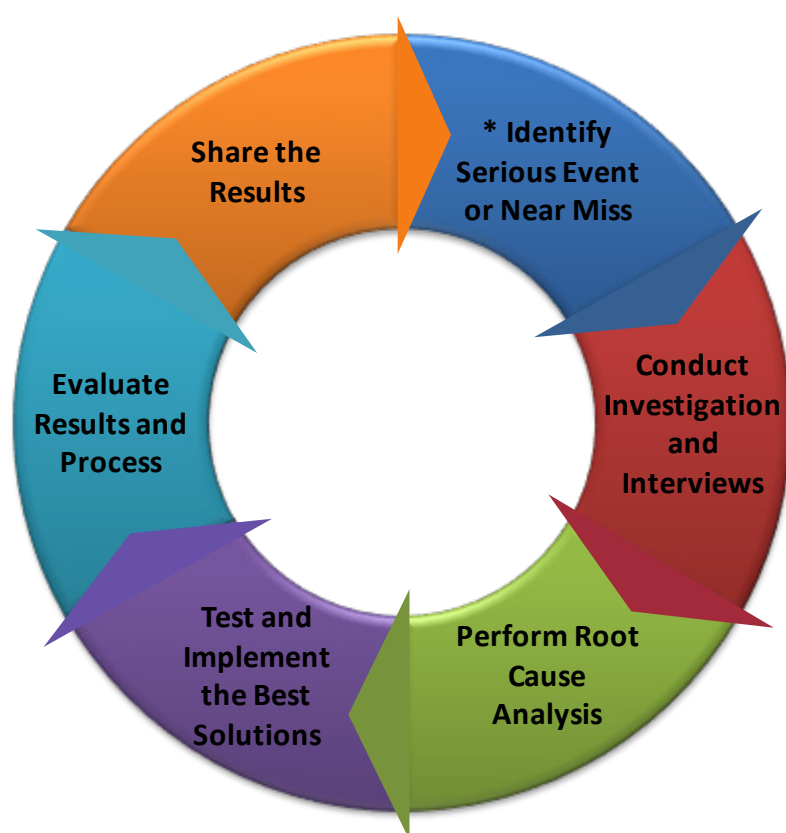 * Identify
Serious Event
or Near Miss
Conduct
Investigation
and
Interviews
Perform Root
Cause
Analysis
Test and
Implement
the Best
Solutions
Evaluate
Results and
Process
Share the
Results